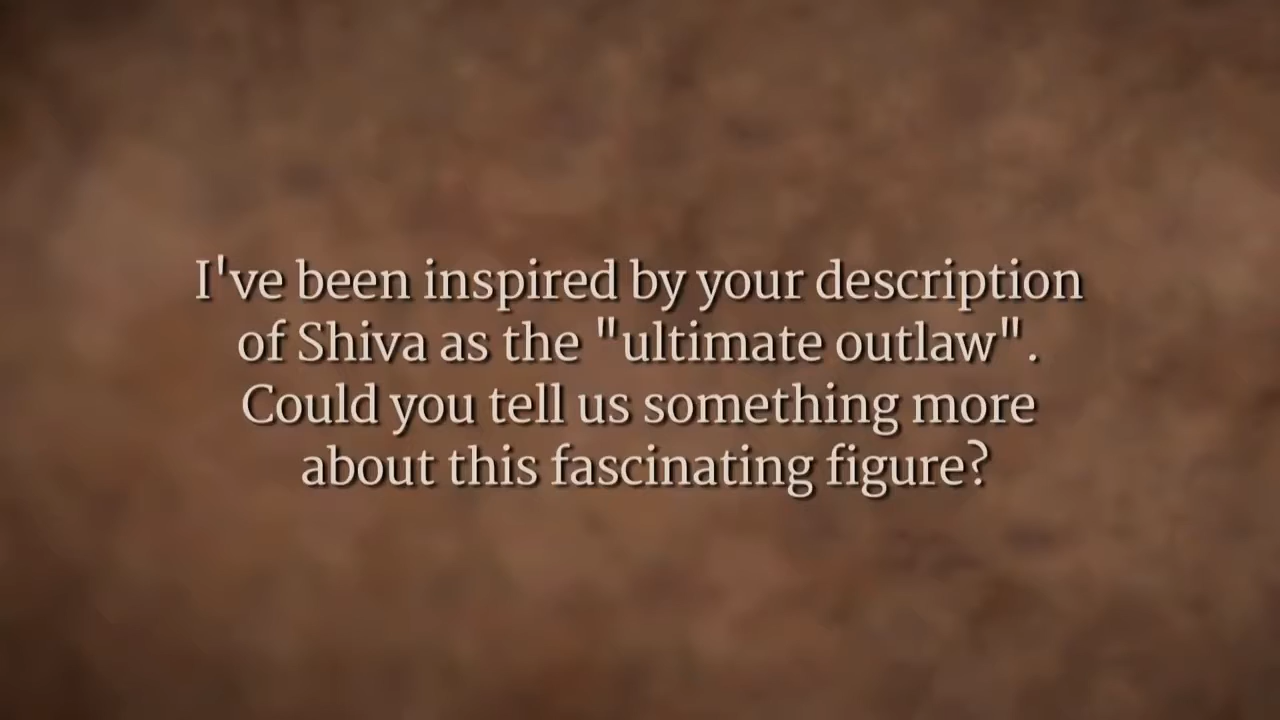 I've been inspired by your description
of Shiva as the "ultimate outlaw".
Could you tell us something more
about this fascinating figure?